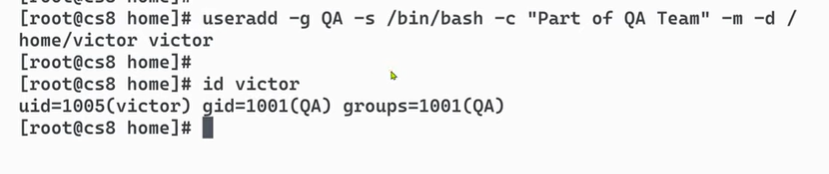 [root@cs8 home]# useradd -g QA -s /bin/bash -c "Part of QA Team" -m -d /
home/victor victor
[root@cs8 home]#
[root@cs8 home]# id victor
uid=1005(victor) gid=1001(QA) groups=1001(QA)
[root@cs8 home]#